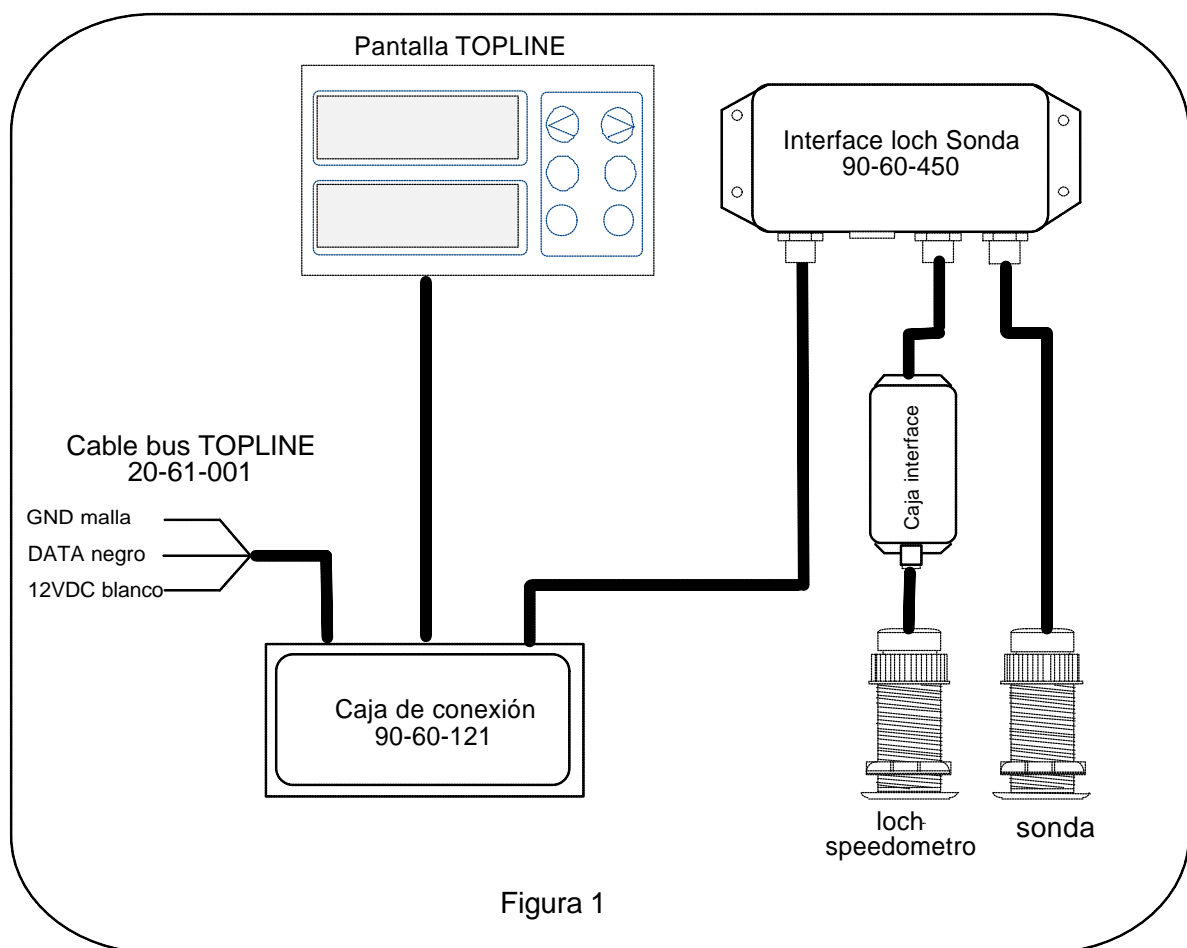 Pantalla TOPLINE
Interface loch Sonda
90-60-450
Caja interface
Cable bus TOPLINE
20-61-001
GND malla
DATA negro
12VDC blanco
Caja de conexión
90-60-121
loch-
speedometro
sonda
Figura 1